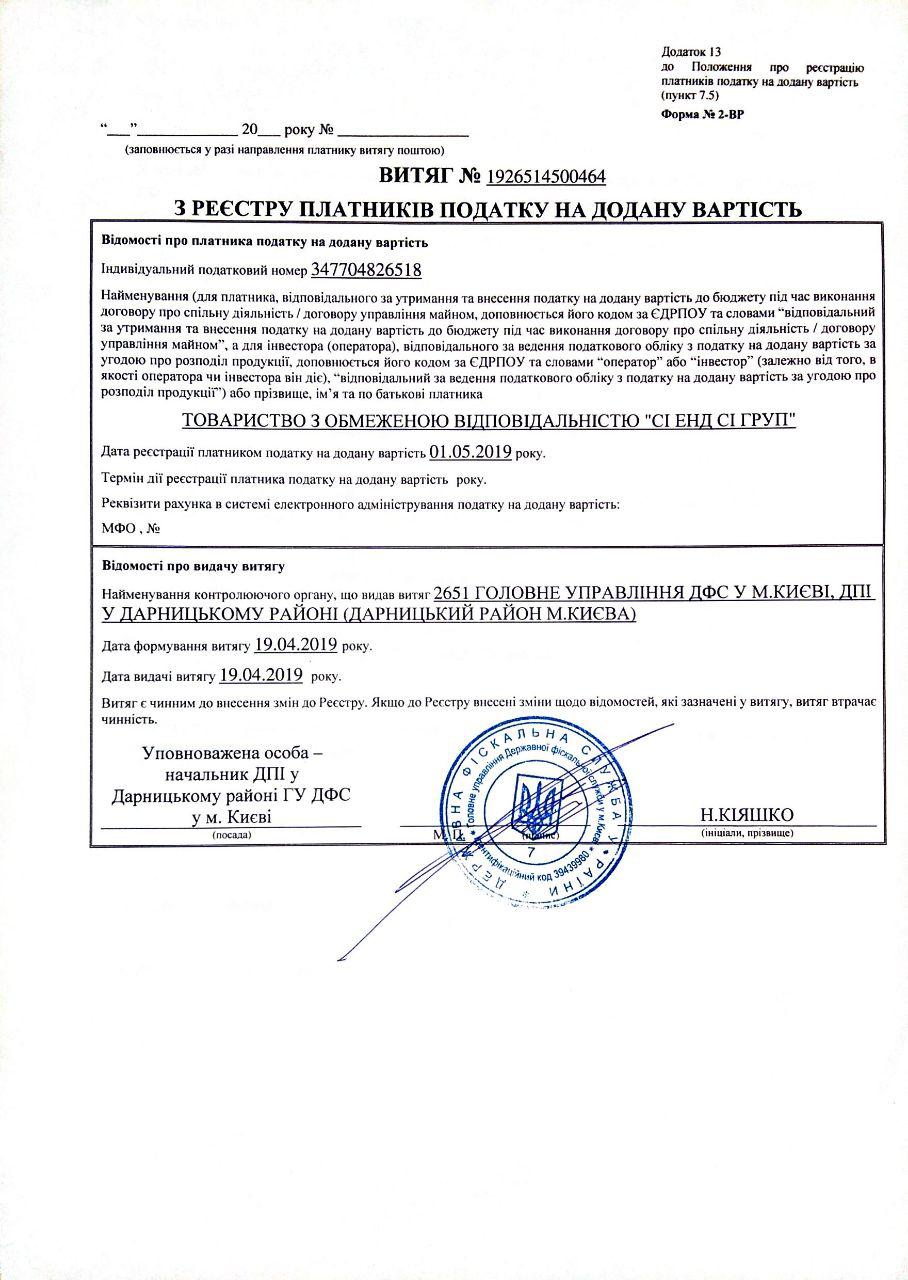 Додаток 13
до Положення про реєстрацію
платників податку на додану вартість
(пункт 7.5)
Форма № 2-ВР
“___”______________ 20___ року № __________________
(заповнюється у разі направлення платнику витягу поштою)
ВИТЯГ № 1926514500464
З РЕЄСТРУ ПЛАТНИКІВ ПОДАТКУ НА ДОДАНУ ВАРТІСТЬ
Відомості про платника податку на додану вартість
Індивідуальний податковий номер 347704826518
Найменування (для платника, відповідального за утримання та внесення податку на додану вартість до бюджету під час виконання
договору про спільну діяльність / договору управління майном, доповнюється його кодом за ЄДРПОУ та словами “відповідальний
за утримання та внесення податку на додану вартість до бюджету під час виконання договору про спільну діяльність / договору
управління майном”, а для інвестора (оператора), відповідального за ведення податкового обліку з податку на додану вартість за
угодою про розподіл продукції, доповнюється його кодом за ЄДРПОУ та словами “оператор” або “інвестор” (залежно від того, в
якості оператора чи інвестора він діє), “відповідальний за ведення податкового обліку з податку на додану вартість за угодою про
розподіл продукції”) або прізвище, ім’я та по батькові платника
ТОВАРИСТВО З ОБМЕЖЕНОЮ ВІДПОВІДАЛЬНІСТЮ "СІ ЕНД СІ ГРУП"
Дата реєстрації платником податку на додану вартість 01.05.2019 року.
Термін дії реєстрації платника податку на додану вартість року.
Реквізити рахунка в системі електронного адміністрування податку на додану вартість:
МФО , №
Відомості про видачу витягу
Найменування контролюючого органу, що видав витяг 2651 ГОЛОВНЕ УПРАВЛІННЯ ДФС У М.КИЄВІ, ДПІ
У ДАРНИЦЬКОМУ РАЙОНІ (ДАРНИЦЬКИЙ РАЙОН М.КИЄВА)
Дата формування витягу 19.04.2019 року.
Дата видачі витягу 19.04.2019 року.
Витяг є чинним до внесення змін до Реєстру. Якщо до Реєстру внесені зміни щодо відомостей, які зазначені у витягу, витяг втрачає
чинність.
Уповноважена особа –
начальник ДПІ у
Дарницькому районі ГУ ДФС
у м. Києві
(посада)
М. П.
(підпис)
Н.КІЯШКО
(ініціали, прізвище)
ДЕРЖАВНА ФІСКАЛЬНА СЛУЖБА УКРАЇНИ
Головне управління Державної фіскальної служби у м.Києві
Ідентифікаційний код 39439980
7